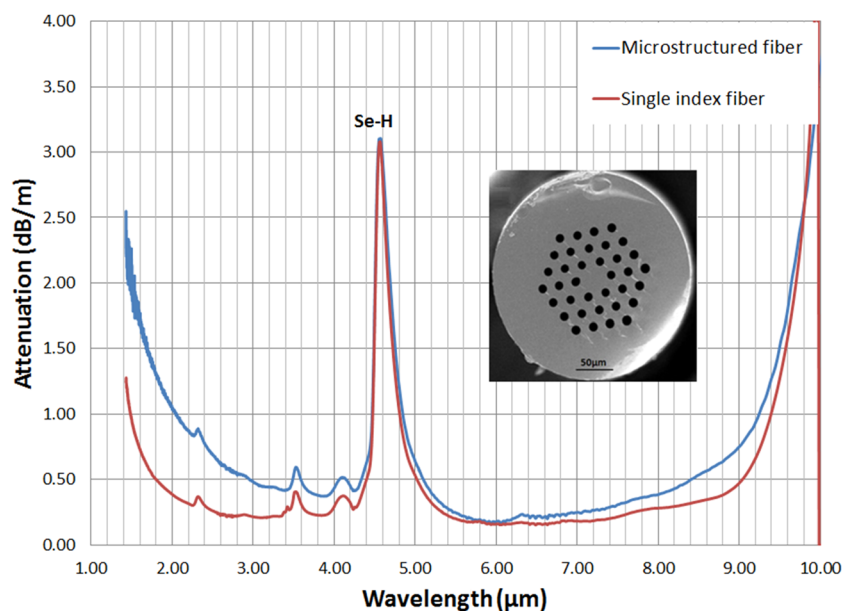 4.00
3.50
3.00
2.50
2.00
1.50
1.00
0.50
0.00
Attenuation (dB/m)
Microstructured fiber
Single index fiber
Se-H
50μm
1.00 2.00 3.00 4.00 5.00 6.00 7.00 8.00 9.00 10.00
Wavelength (μm)